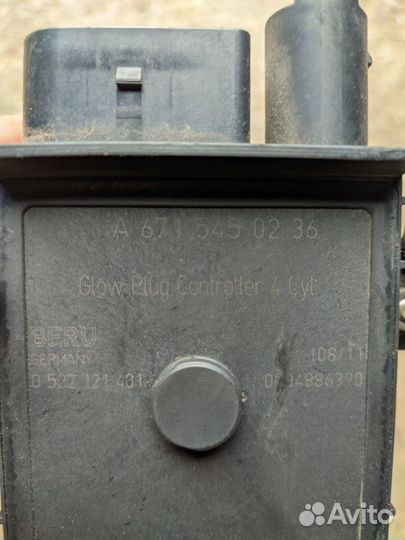 A 671 545 02 36
Glow Plug Controller 4 Cyl.
BERU
GERMANY 108/11
0 522 121 401
Avito